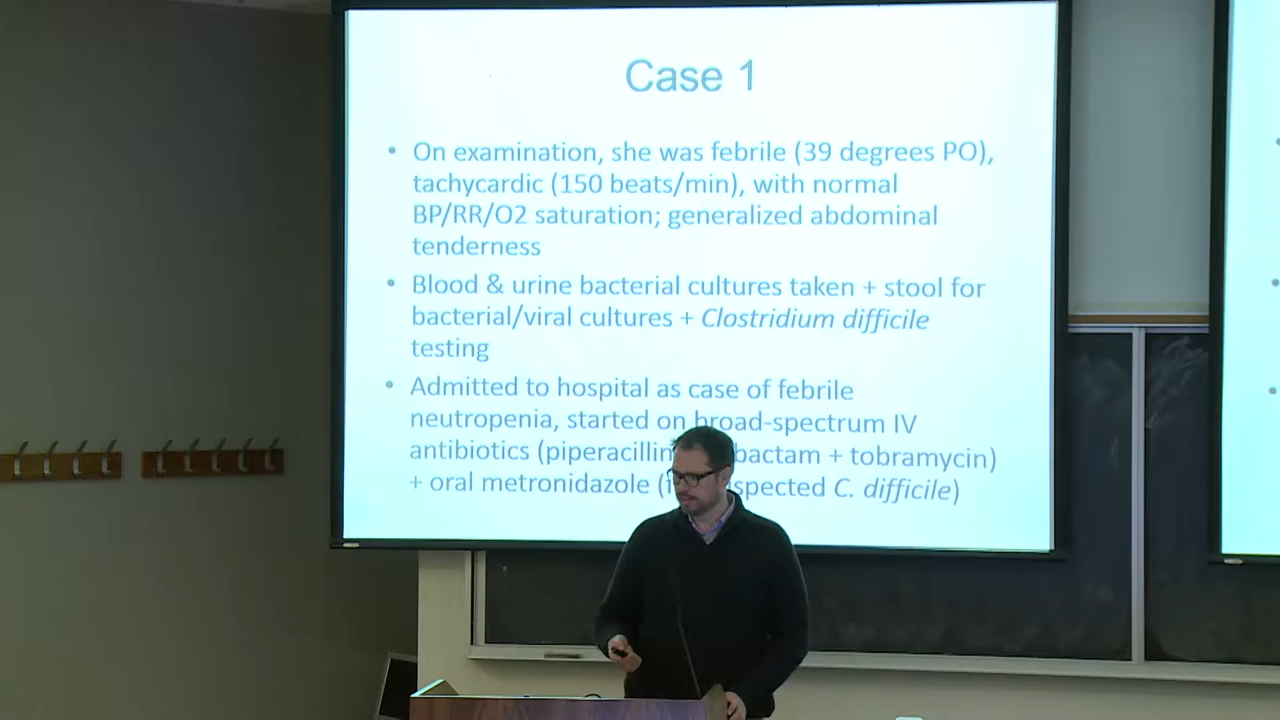 Case 1
• On examination, she was febrile (39 degrees PO),
tachycardic (150 beats/min), with normal
BP/RR/O2 saturation; generalized abdominal
tenderness
• Blood & urine bacterial cultures taken + stool for
bacterial/viral cultures + Clostridium difficile
testing
• Admitted to hospital as case of febrile
neutropenia, started on broad-spectrum IV
antibiotics (piperacillin bactam + tobramycin)
+ oral metronidazole ( spected C. difficile)